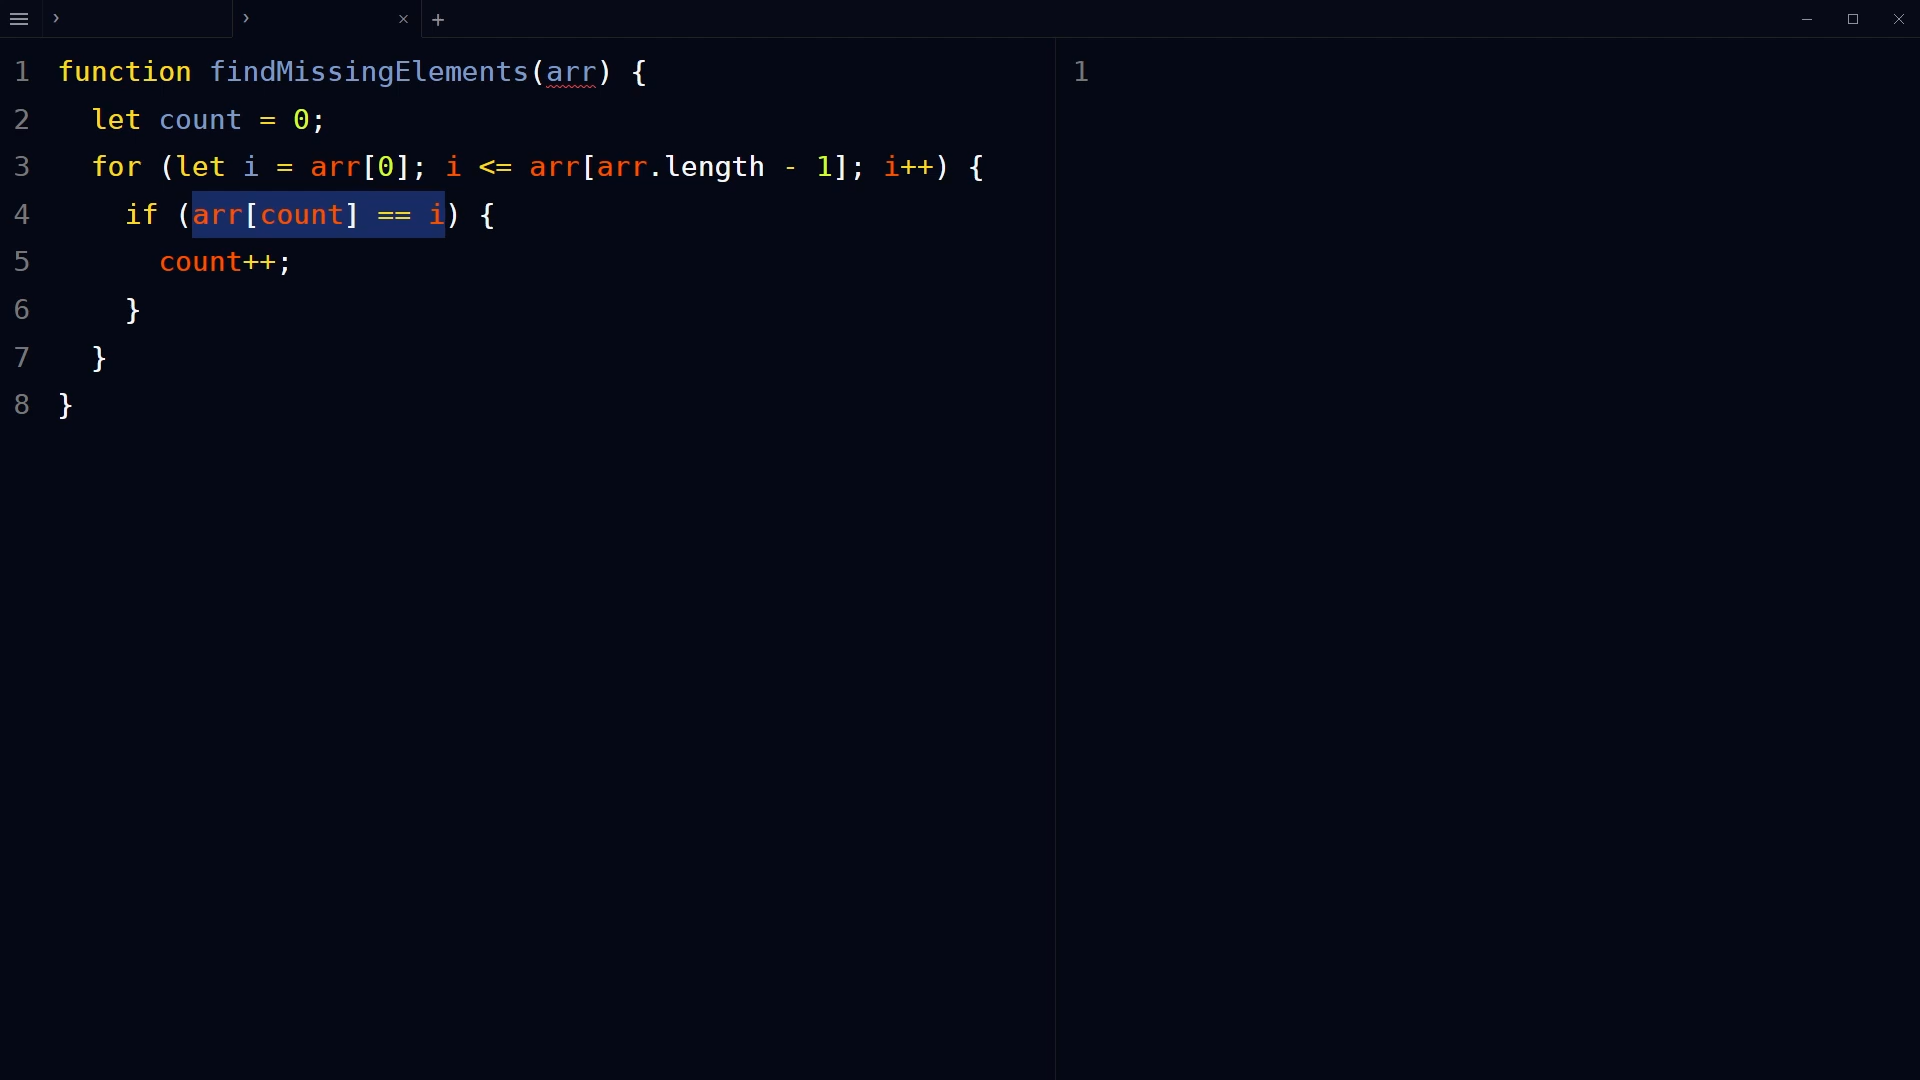 1 function findMissingElements(arr) {
2   let count = 0;
3   for (let i = arr[0]; i <= arr[arr.length - 1]; i++) {
4     if (arr[count] == i) {
5       count++;
6     }
7   }
8 }
1